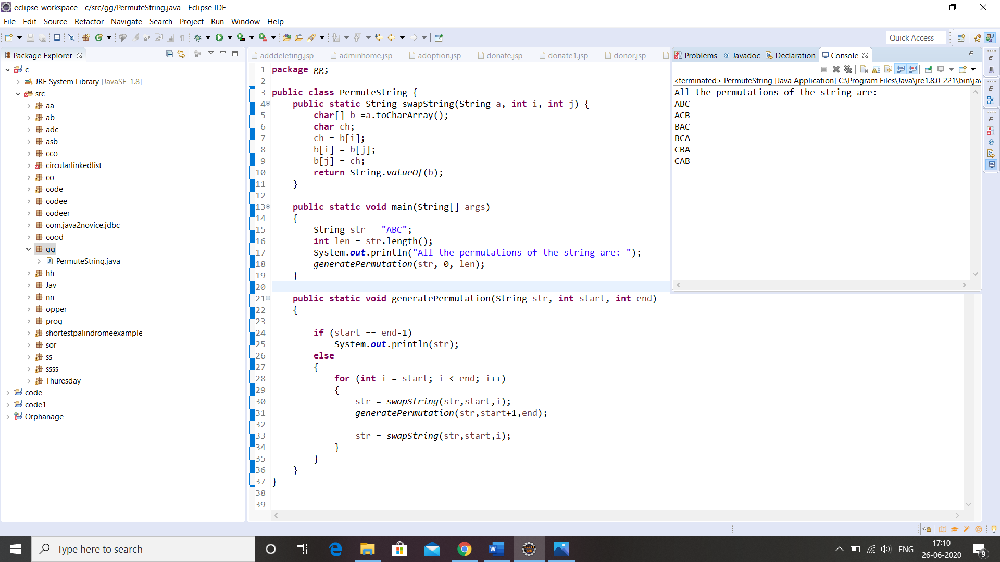 eclipse-workspace - c/src/gg/PermuteString.java - Eclipse IDE
File Edit Source Refactor Navigate Search Project Run Window Help
Quick Access
Package Explorer
c
JRE System Library [JavaSE-1.8]
src
aa
ab
adc
asb
cco
circularlinkedlist
co
code
codee
codeer
com.java2novice.jdbc
cood
gg
PermuteString.java
hh
Jav
nn
opper
prog
shortestpalindromeexample
sor
ss
ssss
Thuresday
code
code1
Orphanage
adddeleting.jsp adminhome.jsp adoption.jsp donate.jsp donate1.jsp donor.jsp
1 package gg;
2
3 public class PermuteString {
4 public static String swapString(String a, int i, int j) {
5 char[] b =a.toCharArray();
6 char ch;
7 ch = b[i];
8 b[i] = b[j];
9 b[j] = ch;
10 return String.valueOf(b);
11 }
12
13 public static void main(String[] args)
14 {
15 String str = "ABC";
16 int len = str.length();
17 System.out.println("All the permutations of the string are: ");
18 generatePermutation(str, 0, len);
19 }
20
21 public static void generatePermutation(String str, int start, int end)
22 {
23
24 if (start == end-1)
25 System.out.println(str);
26 else
27 {
28 for (int i = start; i < end; i++)
29 {
30 str = swapString(str,start,i);
31 generatePermutation(str,start+1,end);
32
33 str = swapString(str,start,i);
34 }
35 }
36 }
37 }
38
39
Problems @ Javadoc Declaration Console
<terminated> PermuteString [Java Application] C:\Program Files\Java\jre1.8.0_221\bin\jav
All the permutations of the string are:
ABC
ACB
BAC
BCA
CBA
CAB
Type here to search
ENG
17:10
26-06-2020
9